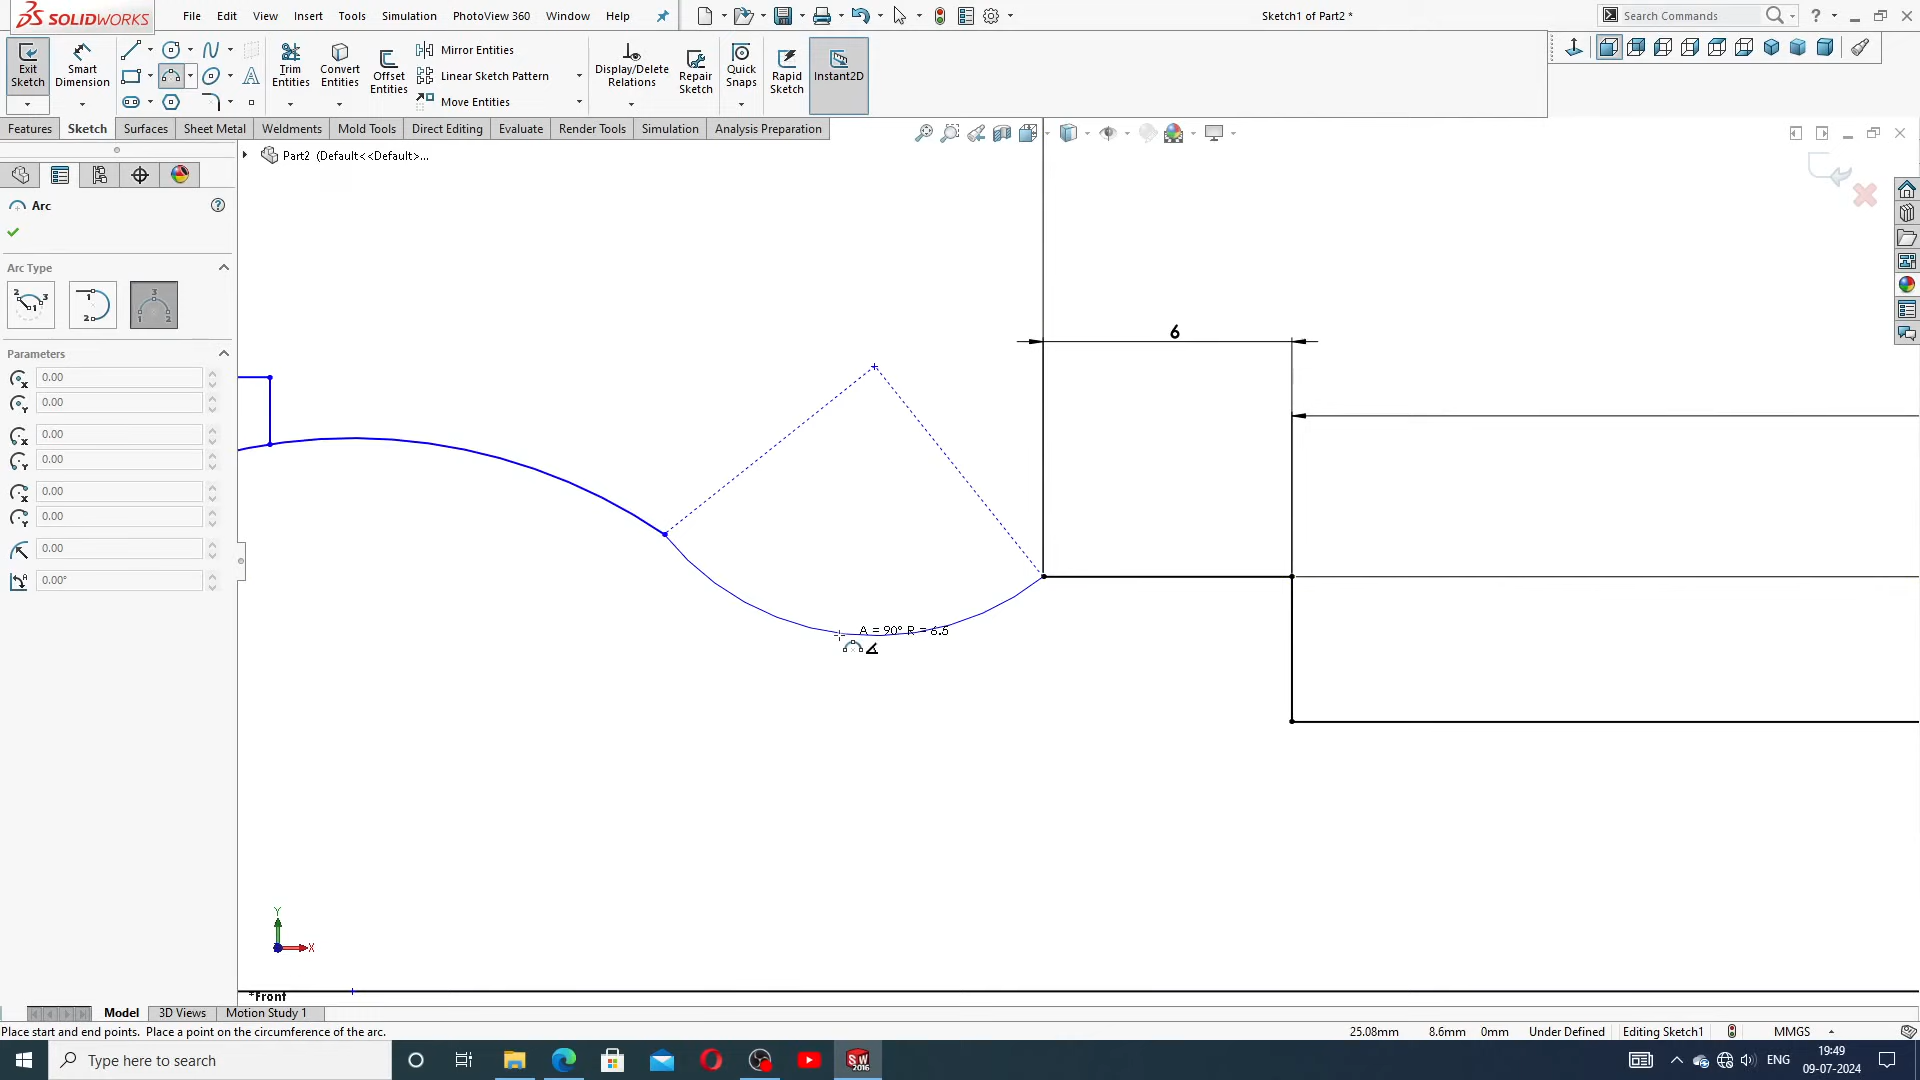 SOLIDWORKS
File Edit View Insert Tools Simulation PhotoView 360 Window Help
Sketch1 of Part2 *
Search Commands
Exit Sketch
Smart Dimension
Trim Entities
Convert Entities
Offset Entities
Mirror Entities
Linear Sketch Pattern
Move Entities
Display/Delete Relations
Repair Sketch
Quick Snaps
Rapid Sketch
Instant2D
Features Sketch Surfaces Sheet Metal Weldments Mold Tools Direct Editing Evaluate Render Tools Simulation Analysis Preparation
Part2 (Default<<Default>...
Arc
Arc Type
Parameters
0.00
0.00
0.00
0.00
0.00
0.00
0.00
0.00°
6
A = 90° R = 6.5
Y
X
*Front
Model 3D Views Motion Study 1
Place start and end points. Place a point on the circumference of the arc.
25.08mm 8.6mm 0mm Under Defined Editing Sketch1 MMGS
Type here to search
SW 2016
ENG
19:49
09-07-2024